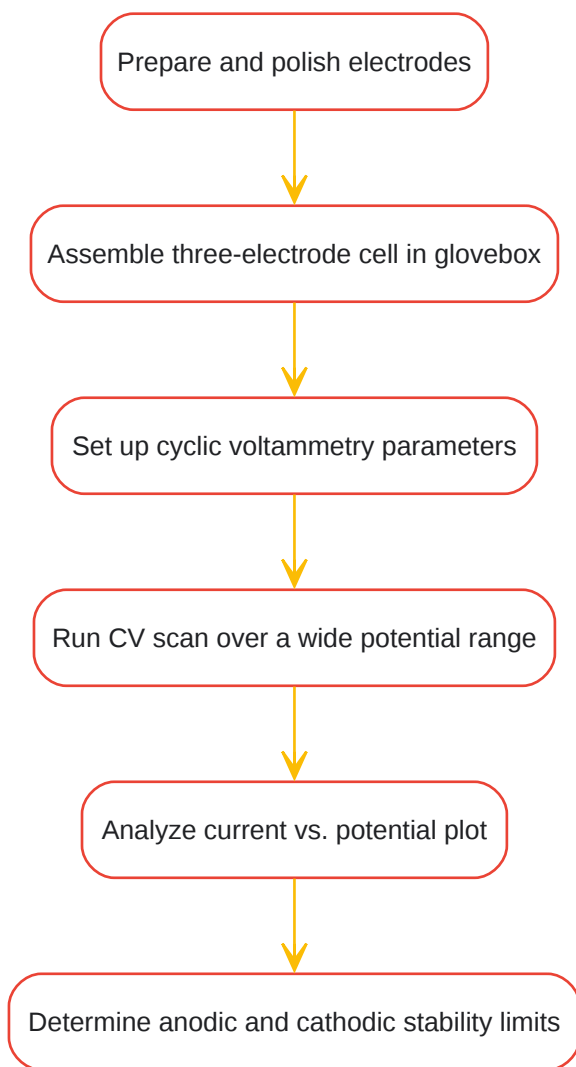 Prepare and polish electrodes
Assemble three-electrode cell in glovebox
Set up cyclic voltammetry parameters
Run CV scan over a wide potential range
Analyze current vs. potential plot
Determine anodic and cathodic stability limits